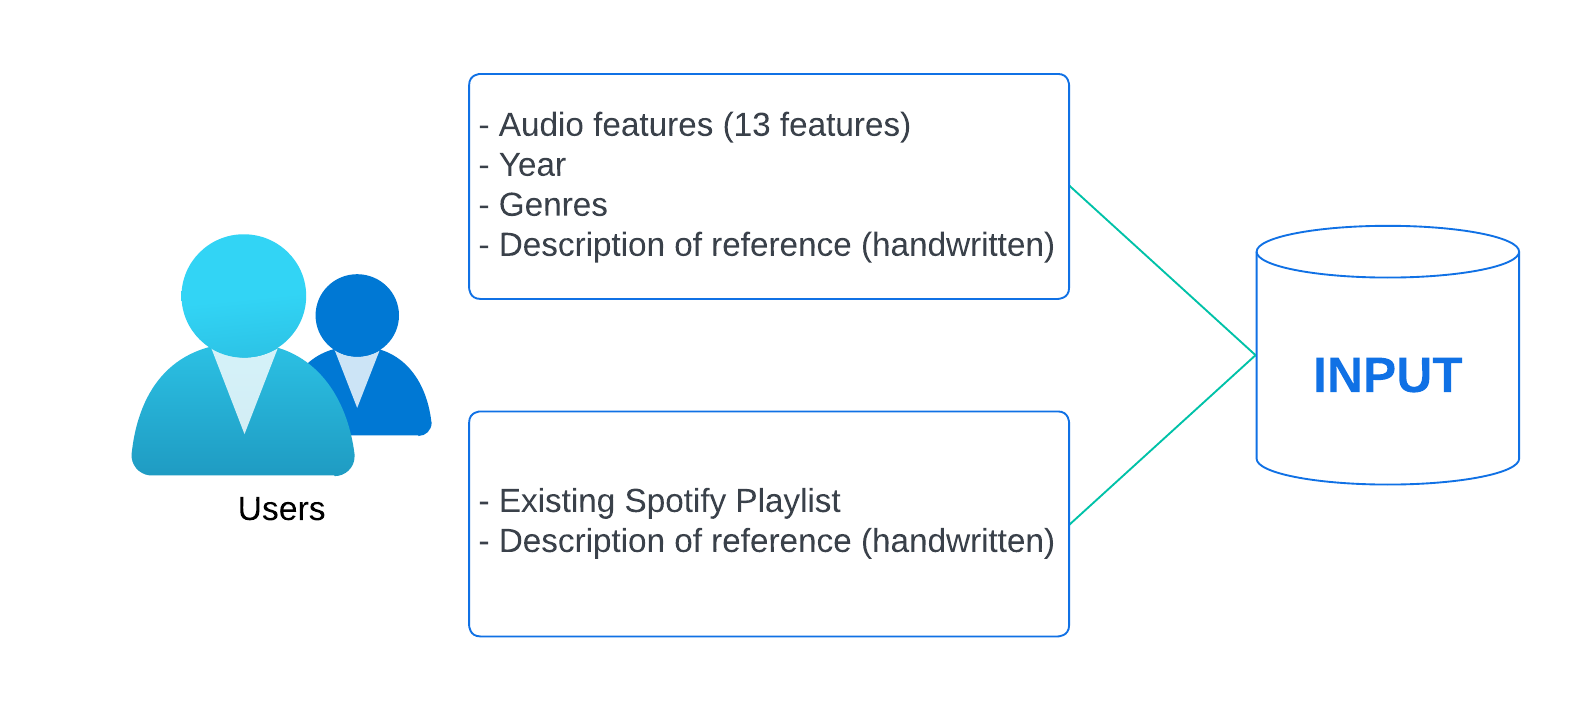 - Audio features (13 features)
- Year
- Genres
- Description of reference (handwritten)
INPUT
- Existing Spotify Playlist
- Description of reference (handwritten)
Users